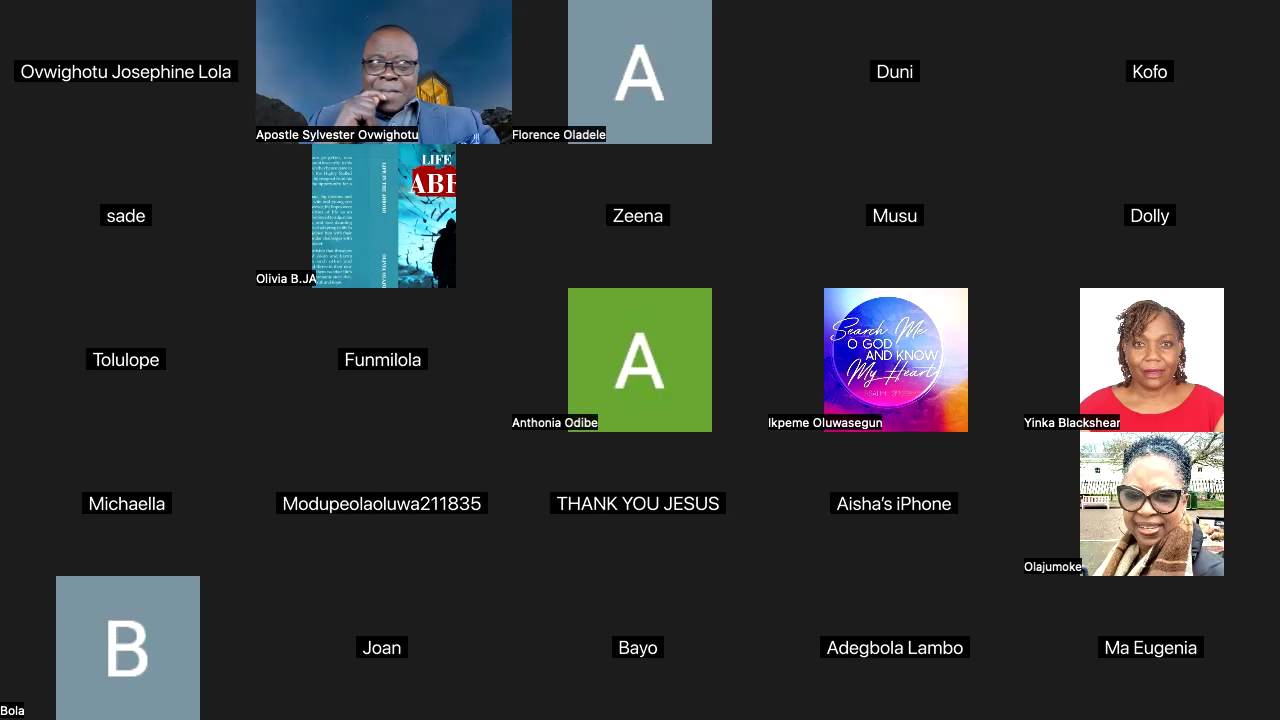 Ovwighotu Josephine Lola
Apostle Sylvester Ovwighotu
A
Florence Oladele
Duni
Kofo
sade
LIFE
ABR
Olivia B.JA
Zeena
Musu
Dolly
Tolulope
Funmilola
A
Anthonia Odibe
Search Me
O GOD
AND KNOW
My Heart
Ikpeme Oluwasegun
Yinka Blackshear
Michaella
Modupeolaoluwa211835
THANK YOU JESUS
Aisha's iPhone
Olajumoke
B
Bola
Joan
Bayo
Adegbola Lambo
Ma Eugenia